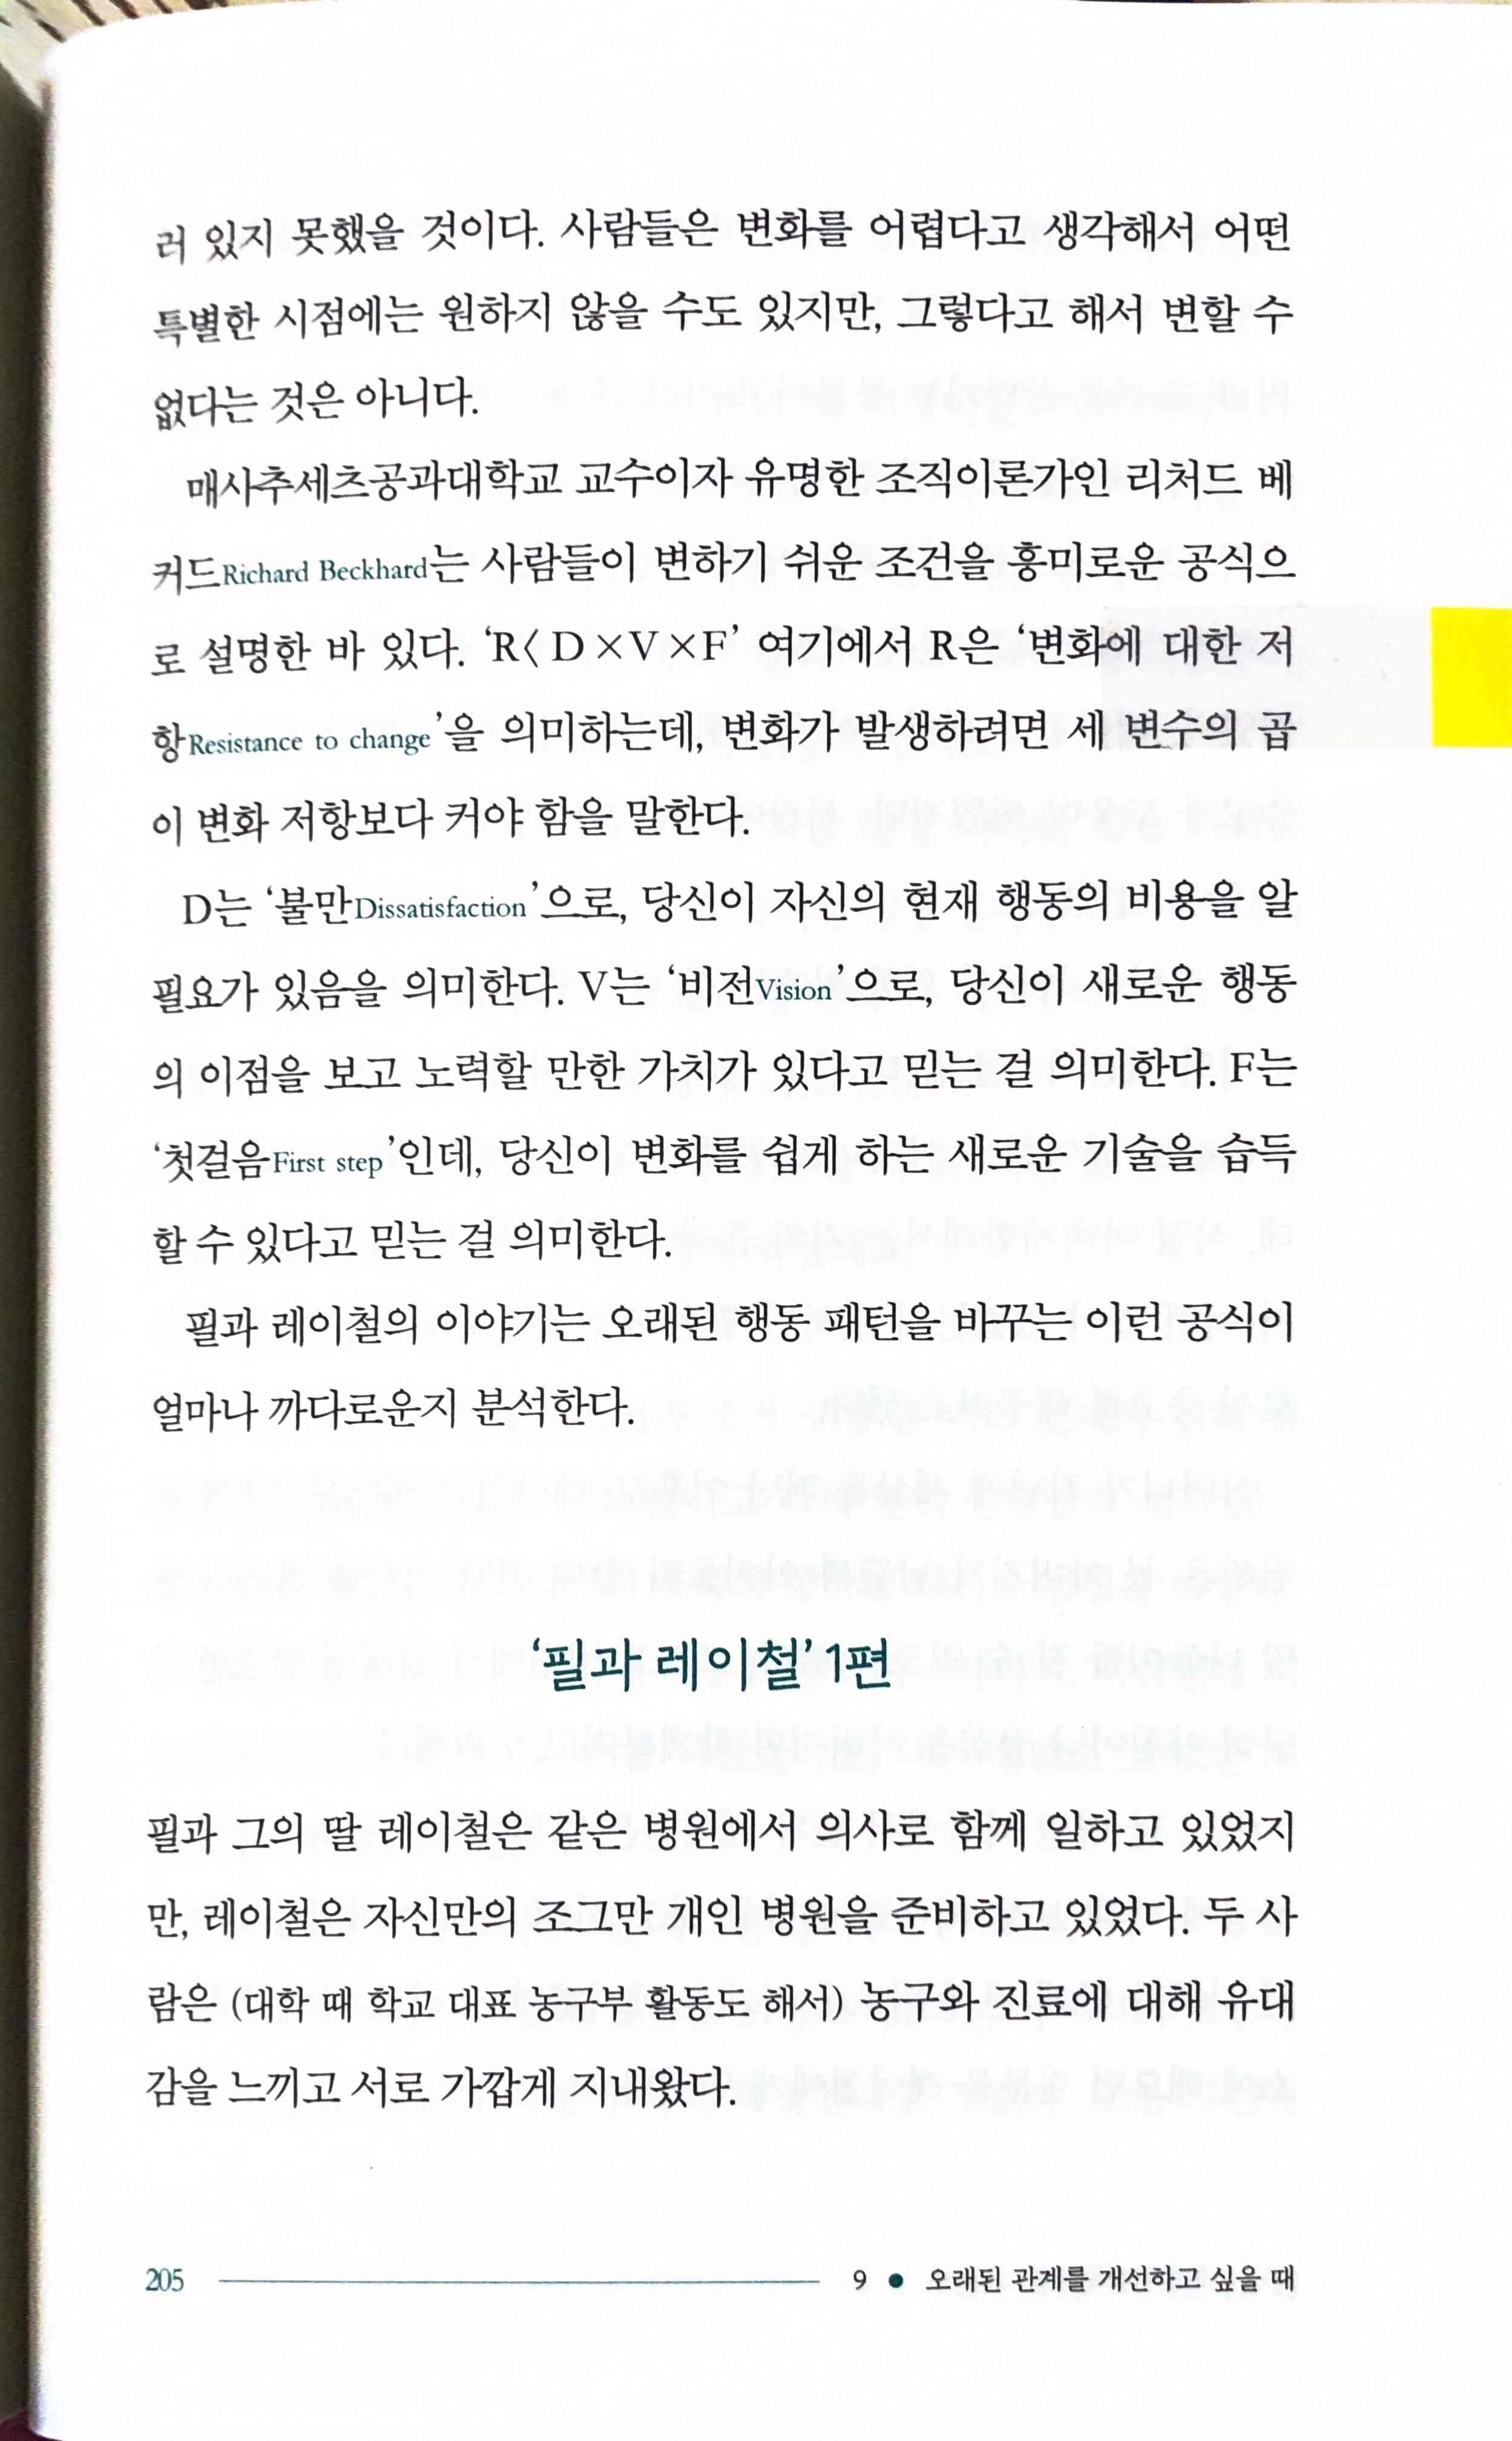 러 있지 못했을 것이다. 사람들은 변화를 어렵다고 생각해서 어떤
특별한 시점에는 원하지 않을 수도 있지만, 그렇다고 해서 변할 수
없다는 것은 아니다.
매사추세츠공과대학교 교수이자 유명한 조직이론가인 리처드 베
커드Richard Beckhard는 사람들이 변하기 쉬운 조건을 흥미로운 공식으
로 설명한 바 있다. ‘R< D×V×F’ 여기에서 R은 ‘변화에 대한 저
항Resistance to change’을 의미하는데, 변화가 발생하려면 세 변수의 곱
이 변화 저항보다 커야 함을 말한다.
D는 ‘불만Dissatisfaction’으로, 당신이 자신의 현재 행동의 비용을 알
필요가 있음을 의미한다. V는 ‘비전Vision’으로, 당신이 새로운 행동
의 이점을 보고 노력할 만한 가치가 있다고 믿는 걸 의미한다. F는
‘첫걸음First step’인데, 당신이 변화를 쉽게 하는 새로운 기술을 습득
할 수 있다고 믿는 걸 의미한다.
필과 레이철의 이야기는 오래된 행동 패턴을 바꾸는 이런 공식이
얼마나 까다로운지 분석한다.
‘필과 레이철’ 1편
필과 그의 딸 레이철은 같은 병원에서 의사로 함께 일하고 있었지
만, 레이철은 자신만의 조그만 개인 병원을 준비하고 있었다. 두 사
람은 (대학 때 학교 대표 농구부 활동도 해서) 농구와 진료에 대해 유대
감을 느끼고 서로 가깝게 지내왔다.
205 9 ● 오래된 관계를 개선하고 싶을 때